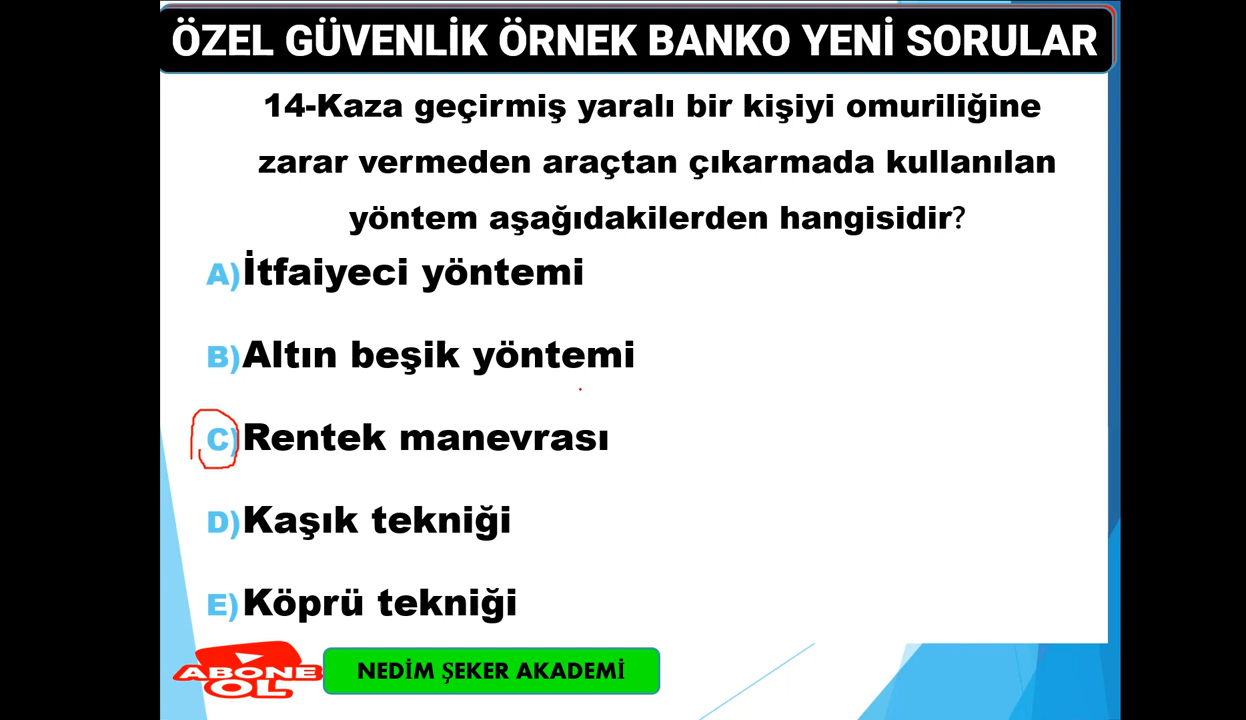 ÖZEL GÜVENLİK ÖRNEK BANKO YENİ SORULAR
14-Kaza geçirmiş yaralı bir kişiyi omuriliğine
zarar vermeden araçtan çıkarmada kullanılan
yöntem aşağıdakilerden hangisidir?
A) İtfaiyeci yöntemi
B) Altın beşik yöntemi
C) Rentek manevrası
D) Kaşık tekniği
E) Köprü tekniği
ABONE
OL
NEDİM ŞEKER AKADEMİ